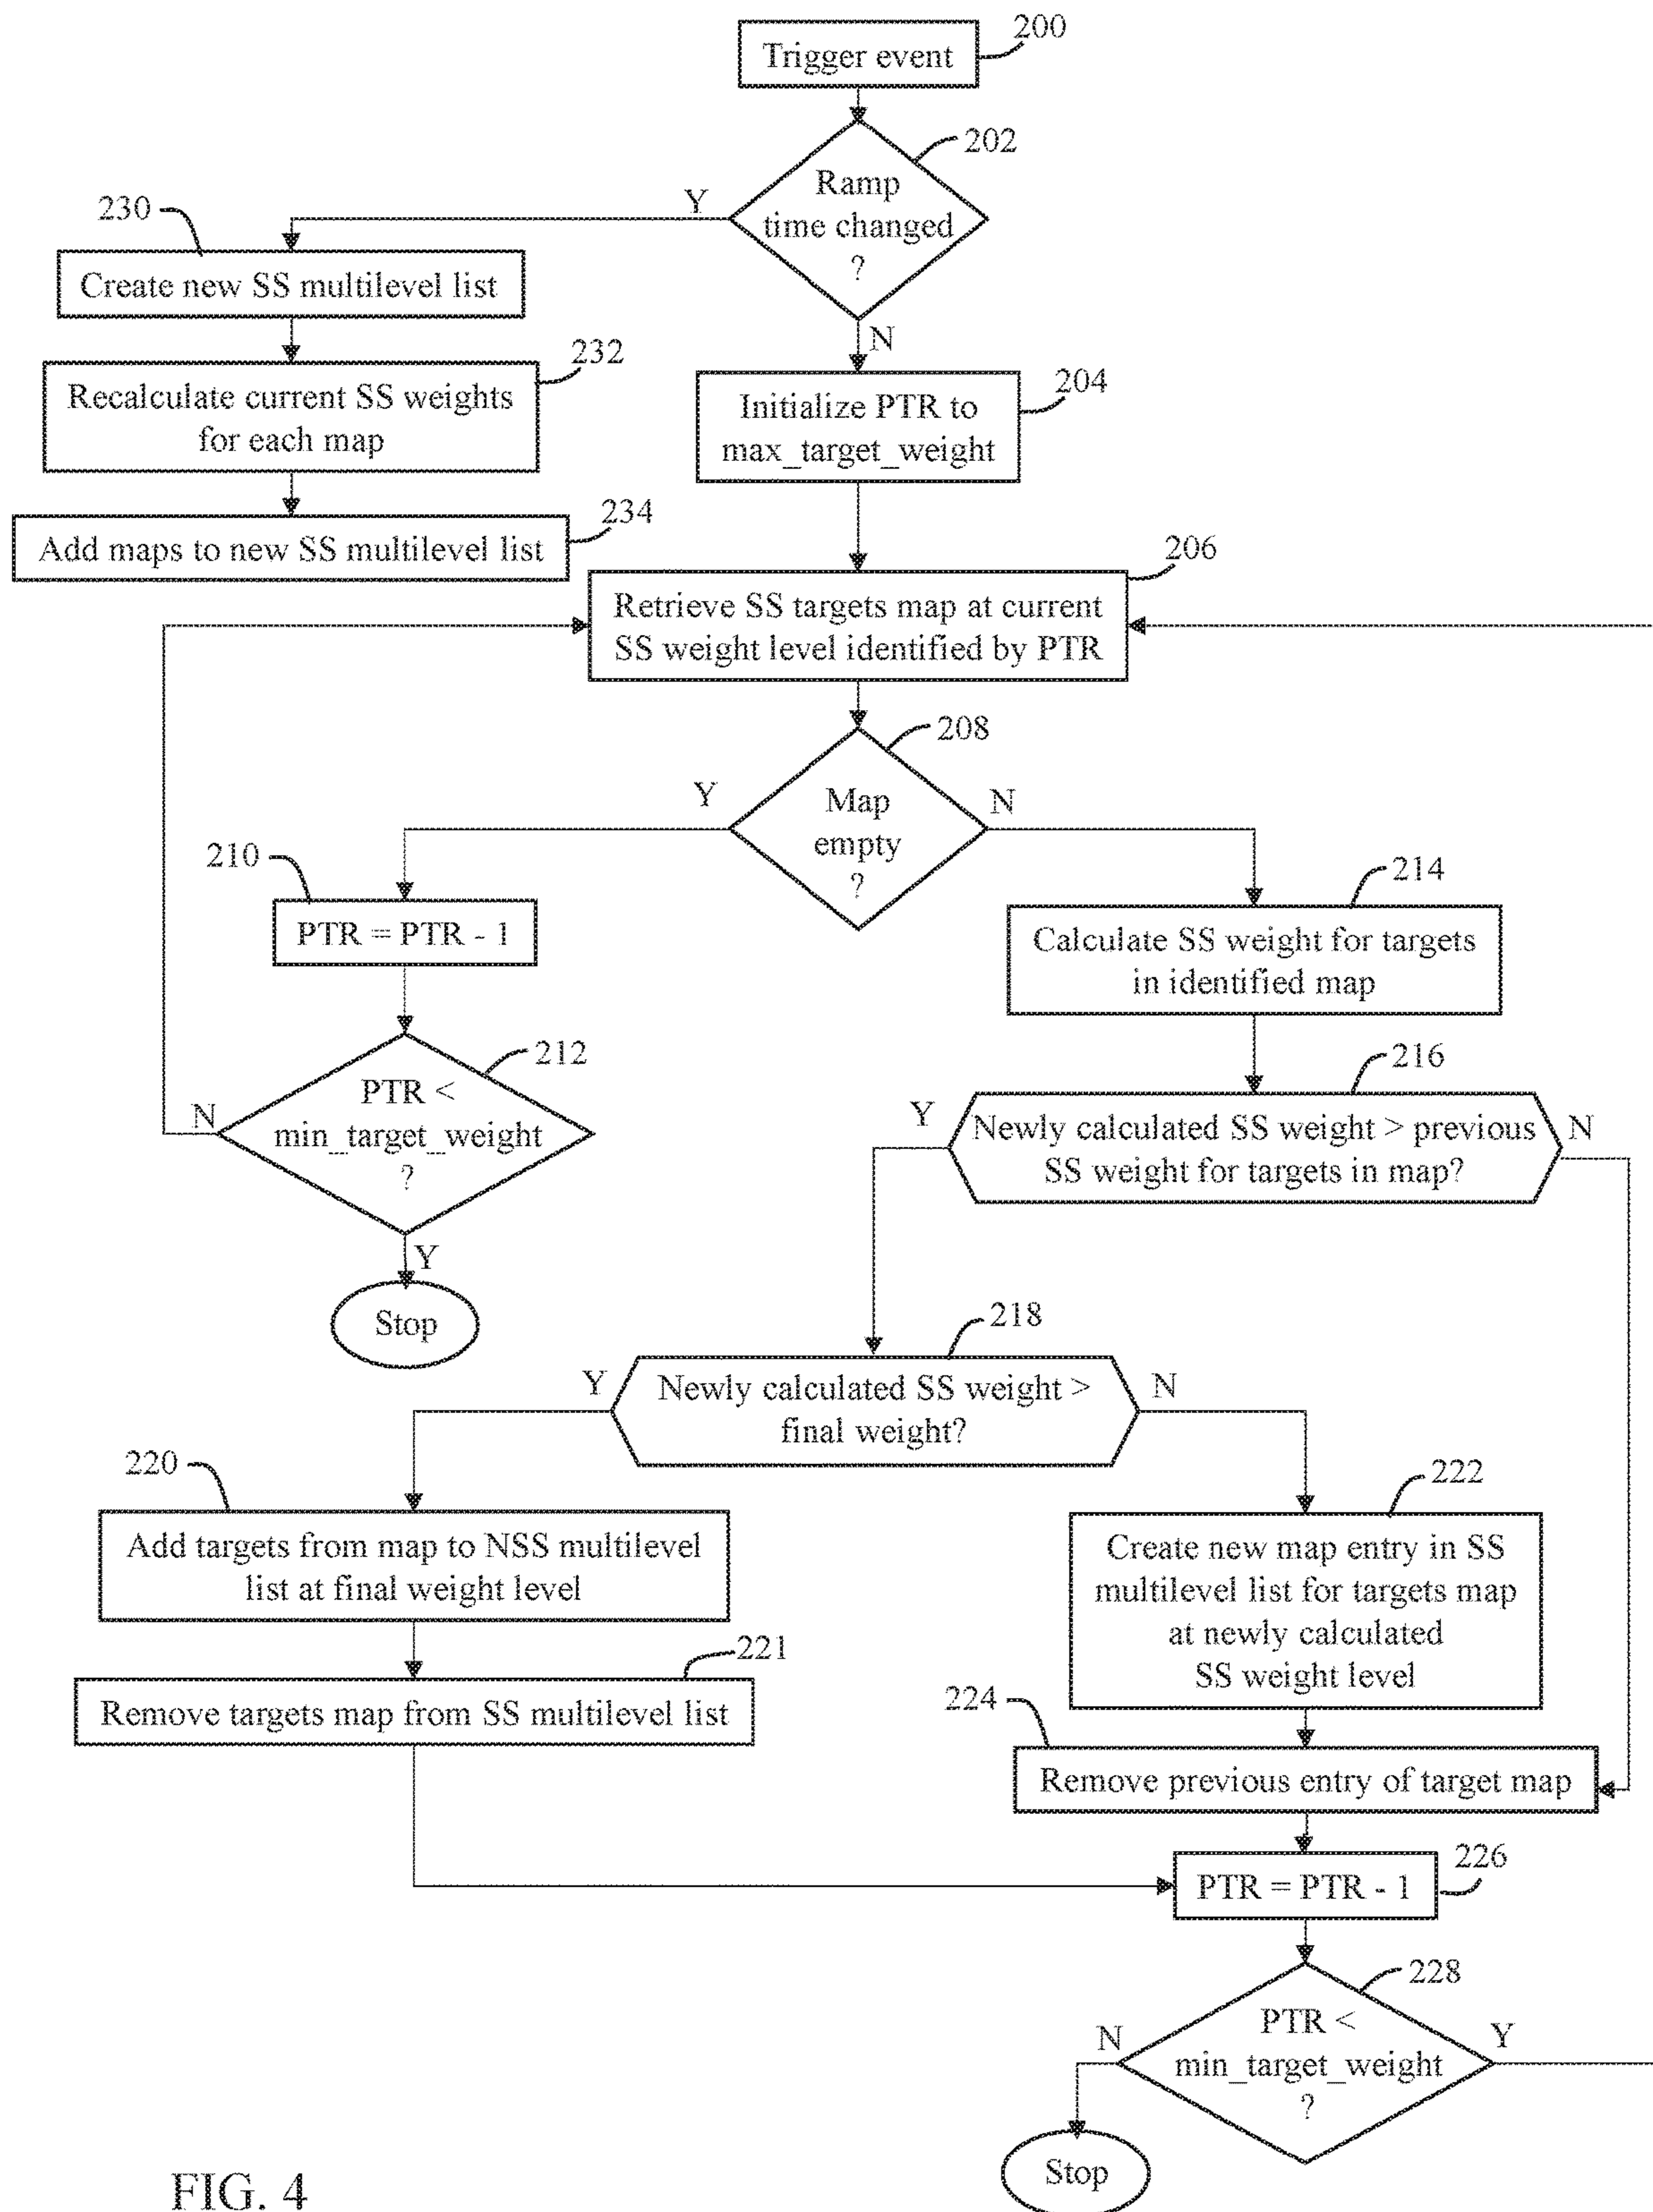 Trigger event
200
202
Ramp
time changed
?
Y
N
230
Create new SS multilevel list
232
Recalculate current SS weights
for each map
234
Add maps to new SS multilevel list
204
Initialize PTR to
max_target_weight
206
Retrieve SS targets map at current
SS weight level identified by PTR
208
Map
empty
?
Y
N
210
PTR = PTR - 1
212
PTR <
min_target_weight
?
N
Y
Stop
214
Calculate SS weight for targets
in identified map
216
Newly calculated SS weight > previous
SS weight for targets in map?
Y
N
218
Newly calculated SS weight >
final weight?
Y
N
220
Add targets from map to NSS multilevel
list at final weight level
221
Remove targets map from SS multilevel list
222
Create new map entry in SS
multilevel list for targets map
at newly calculated
SS weight level
224
Remove previous entry of target map
226
PTR = PTR - 1
228
PTR <
min_target_weight
?
N
Y
Stop
FIG. 4